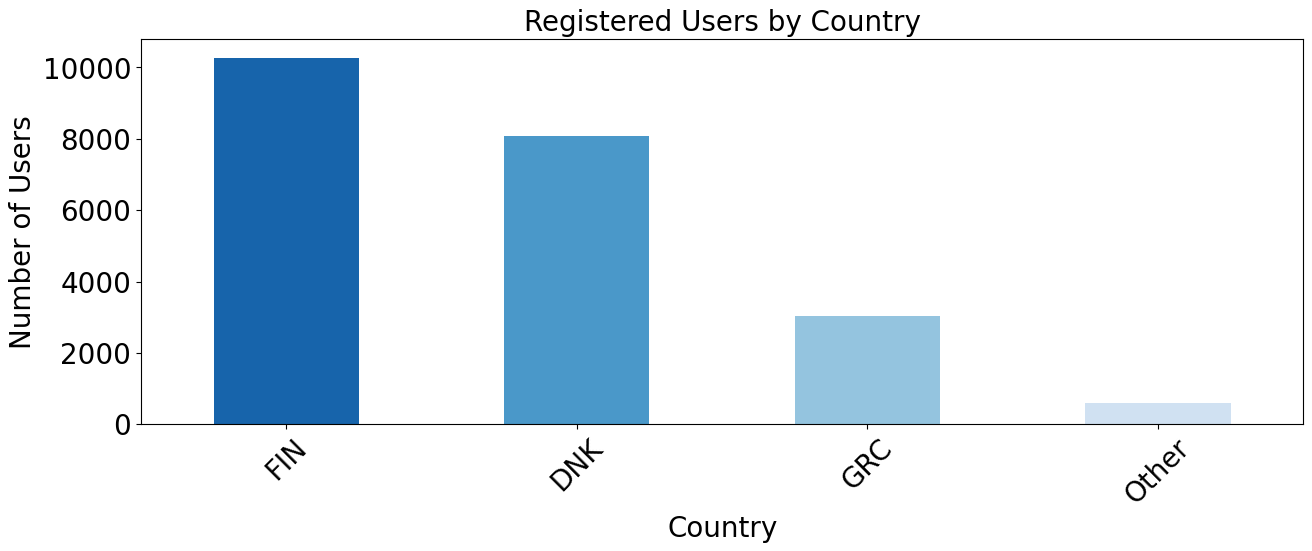 Registered Users by Country
Number of Users
10000
8000
6000
4000
2000
0
FIN
DNK
GRC
Other
Country